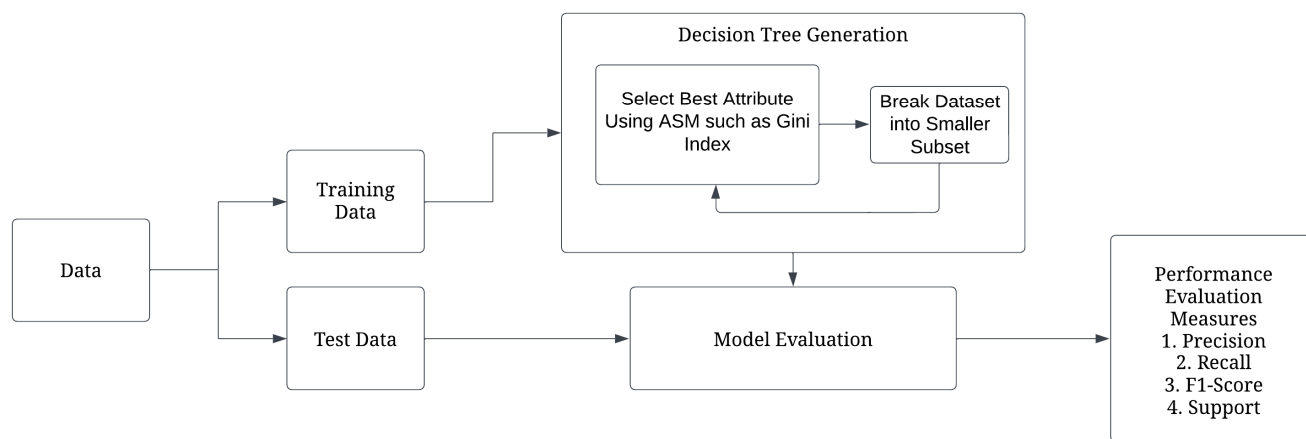 Decision Tree Generation
Select Best Attribute
Using ASM such as Gini
Index
Break Dataset
into Smaller
Subset
Training
Data
Data
Test Data
Model Evaluation
Performance
Evaluation
Measures
1. Precision
2. Recall
3. F1-Score
4. Support